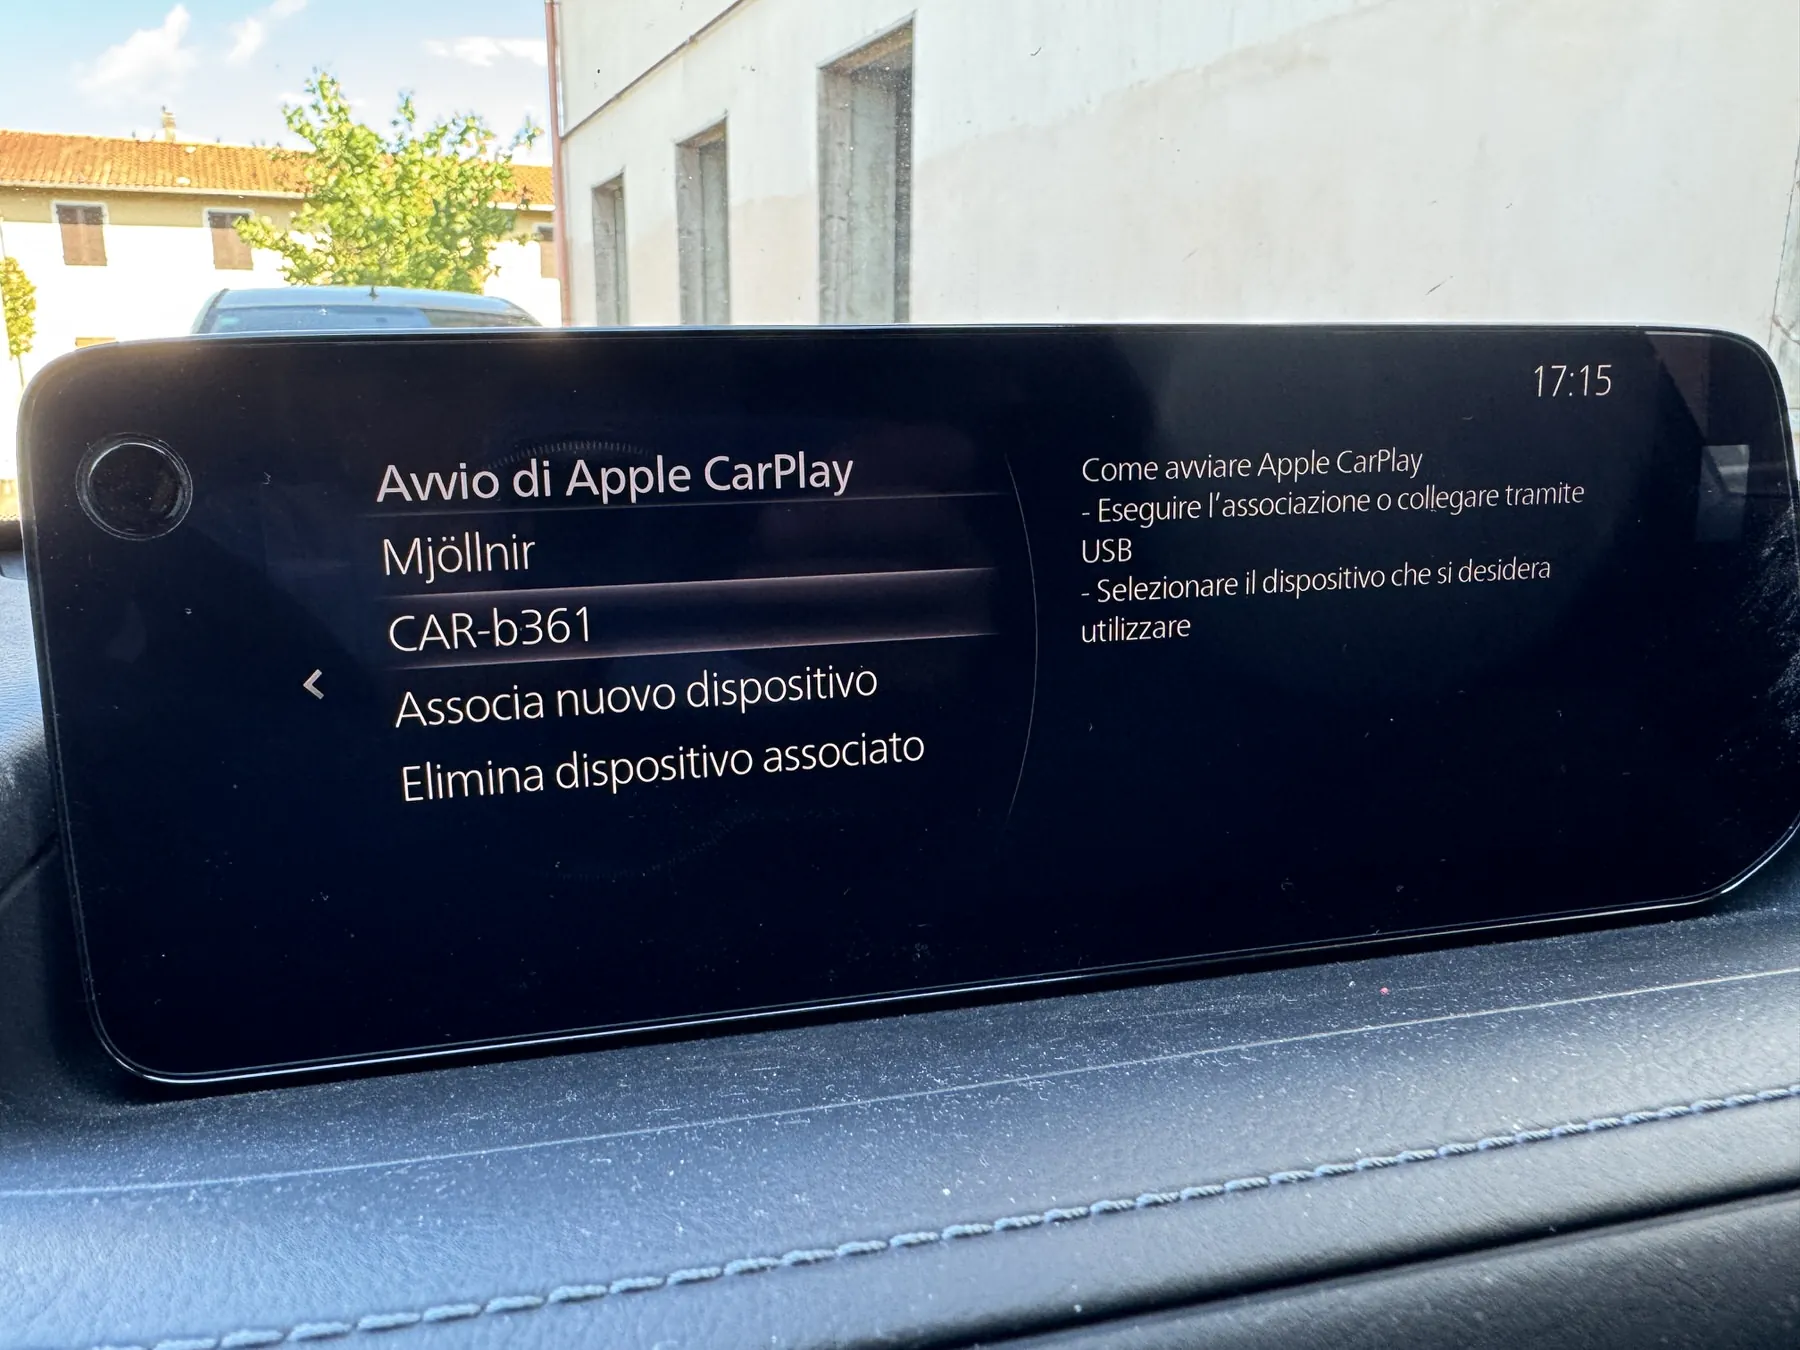 17:15
Avvio di Apple CarPlay
Mjöllnir
CAR-b361
Associa nuovo dispositivo
Elimina dispositivo associato
Come avviare Apple CarPlay
- Eseguire l'associazione o collegare tramite
USB
- Selezionare il dispositivo che si desidera
utilizzare